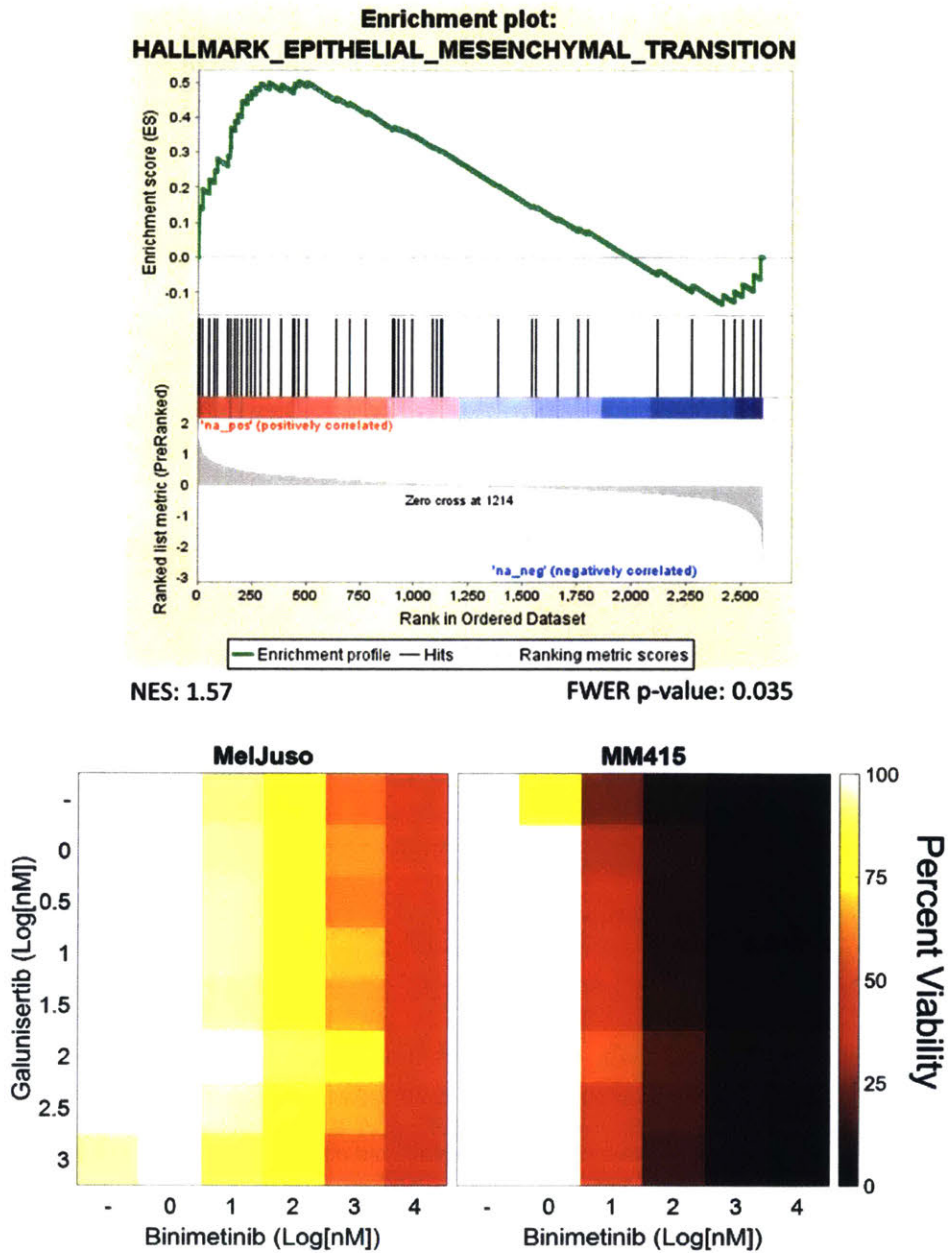 Enrichment plot:
HALLMARK_EPITHELIAL_MESENCHYMAL_TRANSITION
Enrichment score (ES)
0.5
0.4
0.3
0.2
0.1
0.0
-0.1
Ranked list metric (PreRanked)
2
1
0
-1
-2
-3
'na_pos' (positively correlated)
Zero cross at 1214
'na_neg' (negatively correlated)
0 250 500 750 1,000 1,250 1,500 1,750 2,000 2,250 2,500
Rank in Ordered Dataset
Enrichment profile Hits Ranking metric scores
NES: 1.57 FWER p-value: 0.035
MelJuso MM415
Galunisertib (Log[nM])
-
0
0.5
1
1.5
2
2.5
3
- 0 1 2 3 4
Binimetinib (Log[nM])
- 0 1 2 3 4
Binimetinib (Log[nM])
100
75
50
25
0
Percent Viability